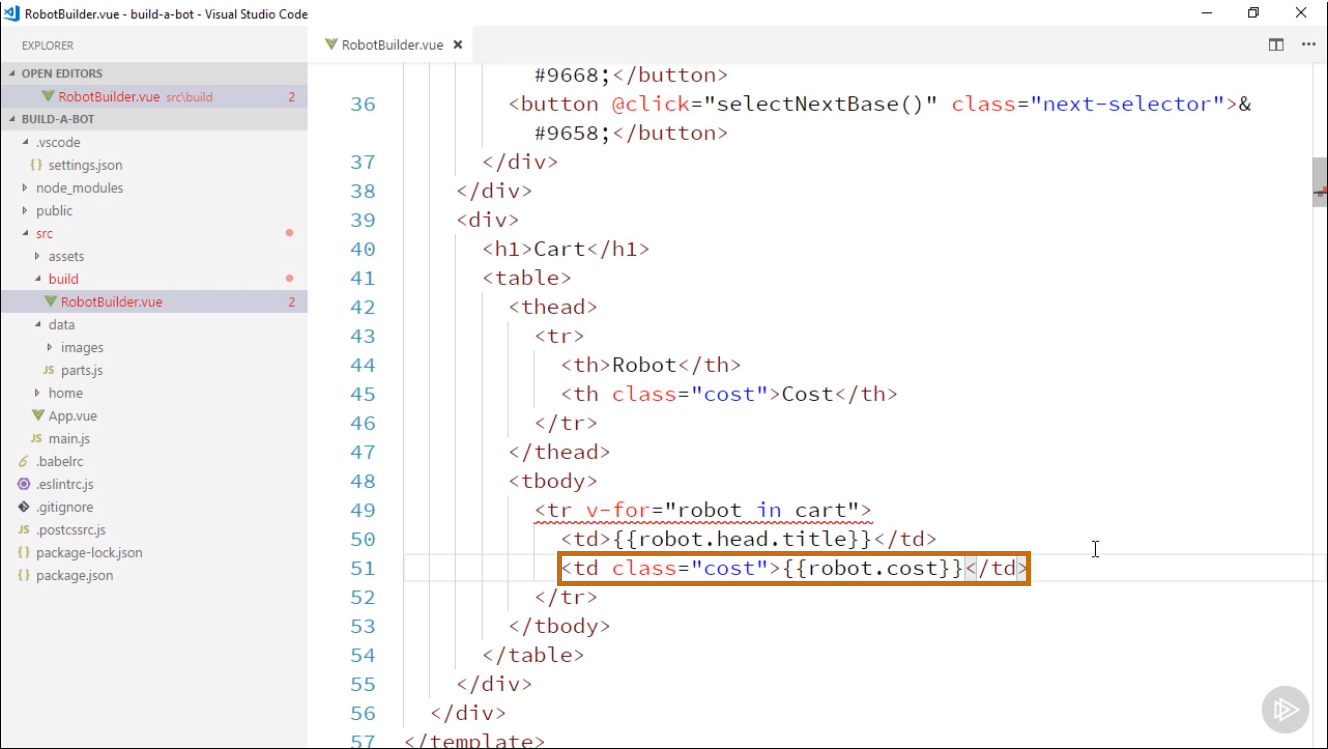 RobotBuilder.vue - build-a-bot - Visual Studio Code
EXPLORER
OPEN EDITORS
RobotBuilder.vue src\build 2
BUILD-A-BOT
.vscode
{} settings.json
node_modules
public
src
assets
build
RobotBuilder.vue 2
data
images
JS parts.js
home
App.vue
JS main.js
.babelrc
.eslintrc.js
.gitignore
JS .postcssrc.js
{} package-lock.json
{} package.json
RobotBuilder.vue
#9668;</button>
36 <button @click="selectNextBase()" class="next-selector">&
#9658;</button>
37 </div>
38 </div>
39 <div>
40 <h1>Cart</h1>
41 <table>
42 <thead>
43 <tr>
44 <th>Robot</th>
45 <th class="cost">Cost</th>
46 </tr>
47 </thead>
48 <tbody>
49 <tr v-for="robot in cart">
50 <td>{{robot.head.title}}</td>
51 <td class="cost">{{robot.cost}}</td>
52 </tr>
53 </tbody>
54 </table>
55 </div>
56 </div>
57 </template>